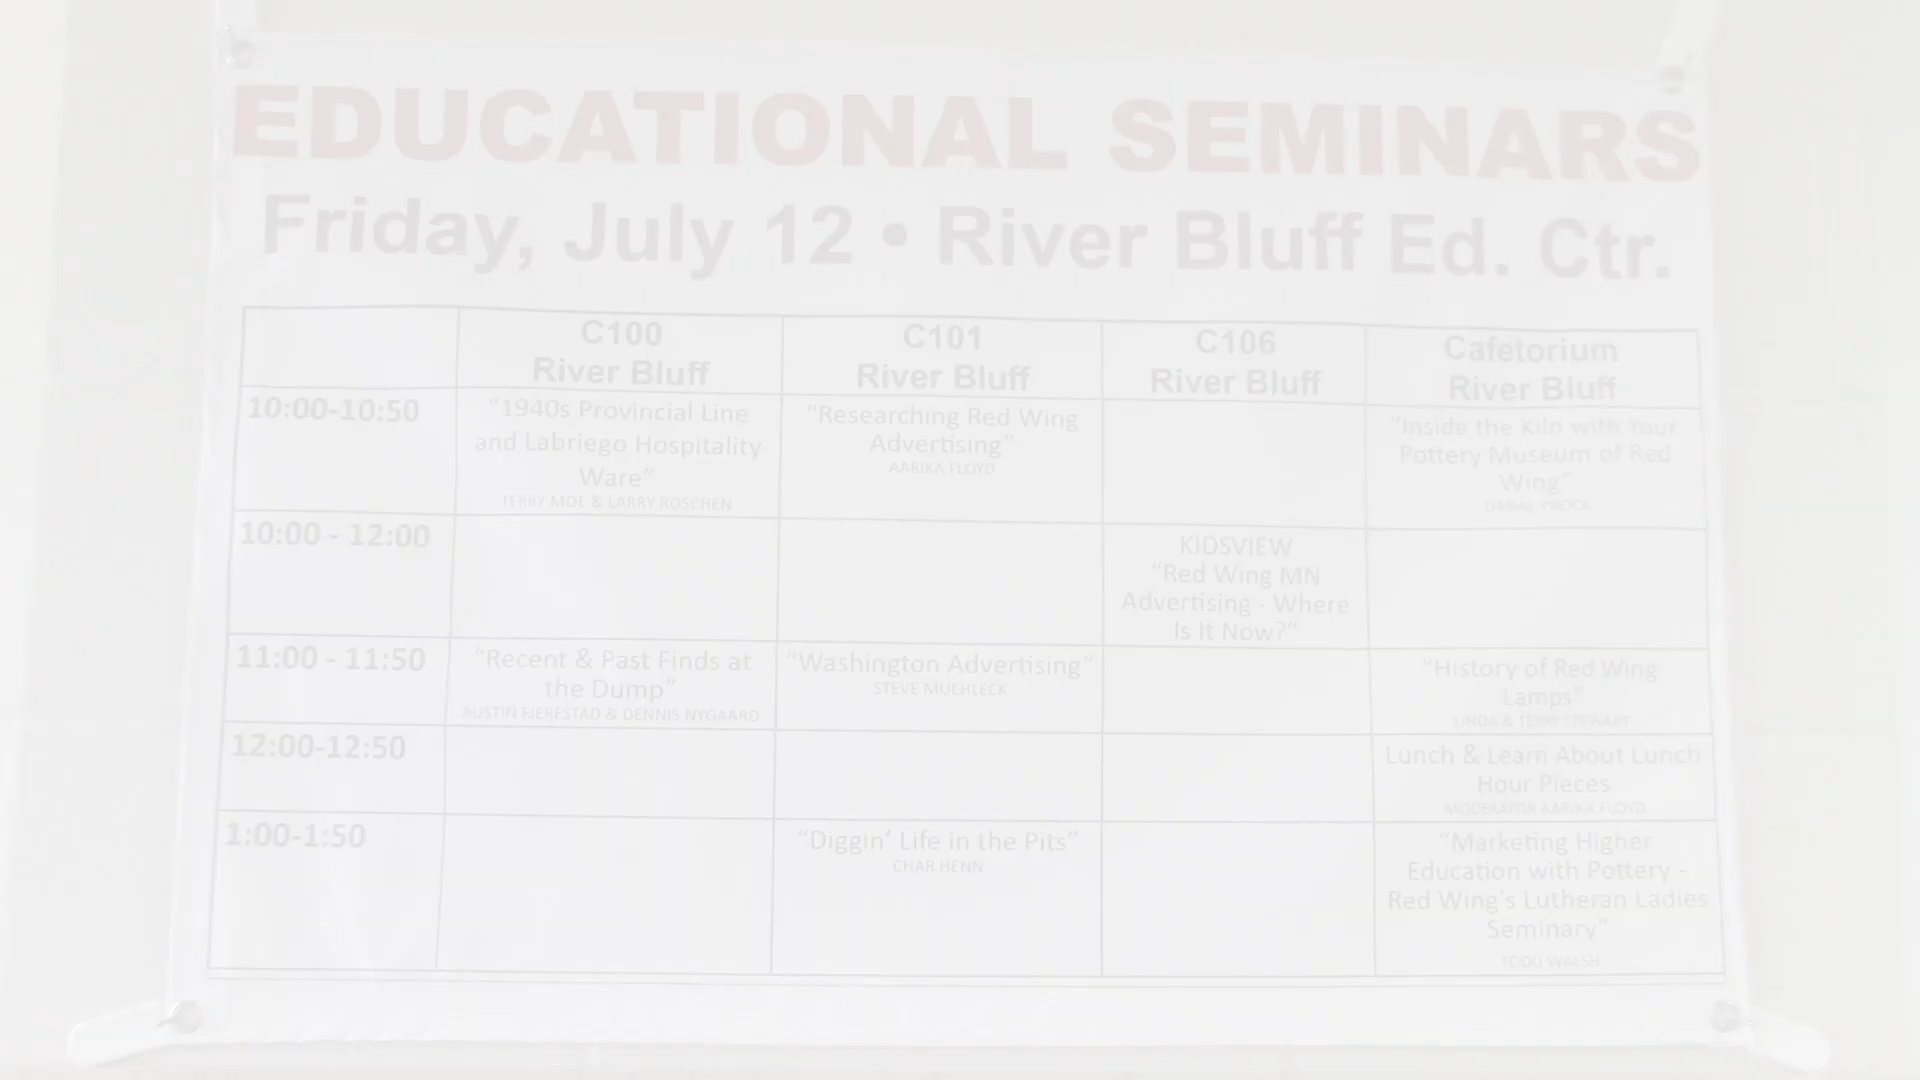 EDUCATIONAL SEMINARS
Friday, July 12 • River Bluff Ed. Ctr.
C100
River Bluff
C101
River Bluff
C106
River Bluff
Cafetorium
River Bluff
10:00-10:50
“1940s Provincial Line
and Labriego Hospitality
Ware”
TERRY MOE & LARRY ROSCHEN
“Researching Red Wing
Advertising”
AARIKA FLOYD
“Inside the Kiln with Your
Pottery Museum of Red
Wing”
10:00 - 12:00
KIDSVIEW
“Red Wing MN
Advertising - Where
Is It Now?”
11:00 - 11:50
“Recent & Past Finds at
the Dump”
AUSTIN FJERESTAD & DENNIS NYGAARD
“Washington Advertising”
STEVE MUEHLECK
“History of Red Wing
Lamps”
LINDA & TERRY STEWART
12:00-12:50
Lunch & Learn About Lunch
Hour Pieces
MODERATOR AARIKA FLOYD
1:00-1:50
“Diggin’ Life in the Pits”
CHAR HENN
“Marketing Higher
Education with Pottery -
Red Wing’s Lutheran Ladies
Seminary”
TODD WALSH